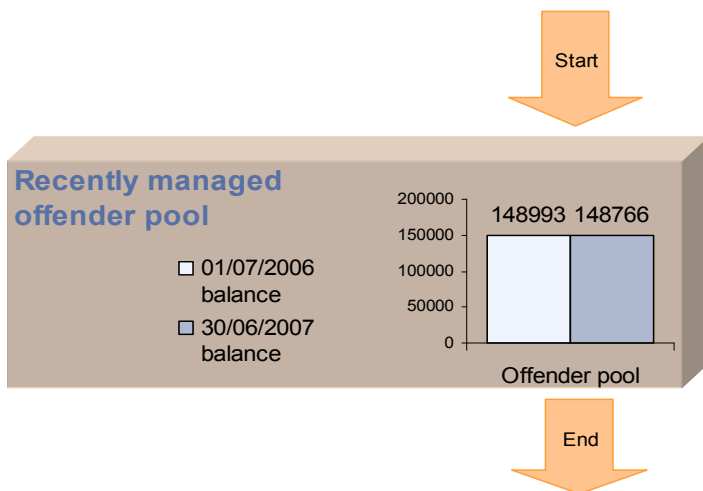 Start
Recently managed
offender pool
01/07/2006
balance
30/06/2007
balance
200000
150000
100000
50000
0
148993 148766
Offender pool
End